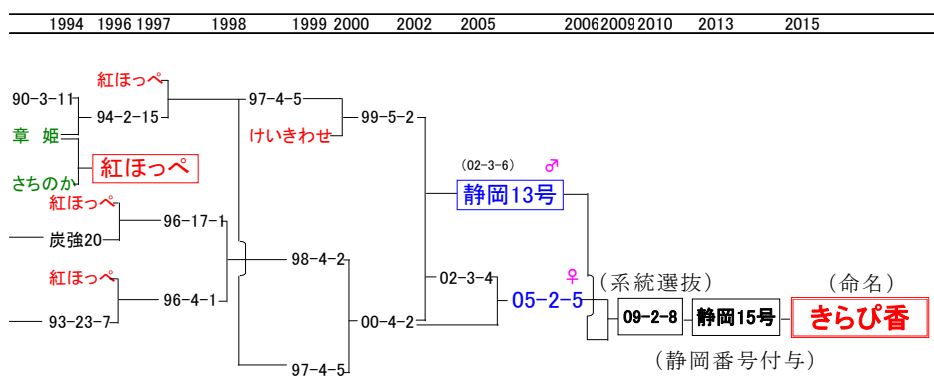 1994 1996 1997 1998 1999 2000 2002 2005 2006 2009 2010 2013 2015
紅ほっぺ
90-3-11 97-4-5
94-2-15 99-5-2
章 姫 けいきわせ
紅ほっぺ (02-3-6) ♂
さちのか 静岡13号
紅ほっぺ
96-17-1
炭強20
98-4-2
紅ほっぺ 02-3-4 ♀ (系統選抜) (命名)
96-4-1 05-2-5
93-23-7 00-4-2 09-2-8 静岡15号 きらぴ香
(静岡番号付与)
97-4-5